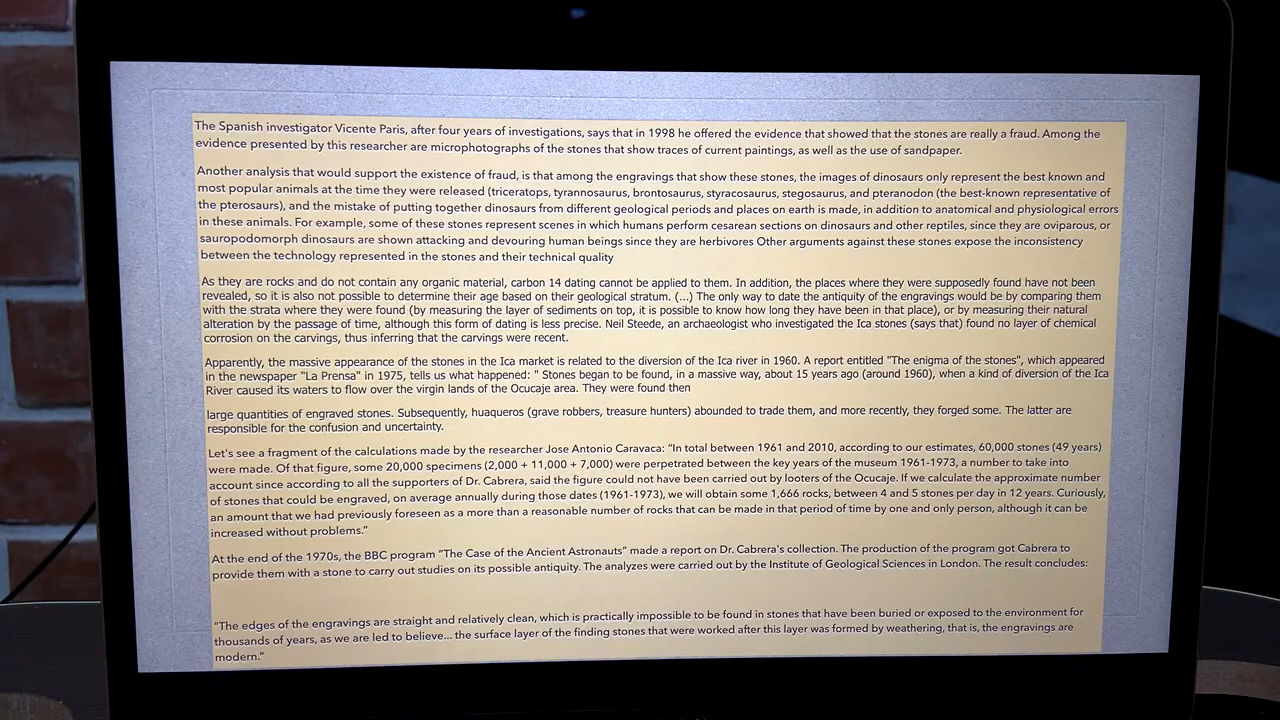 The Spanish investigator Vicente Paris, after four years of investigations, says that in 1998 he offered the evidence that showed that the stones are really a fraud. Among the
evidence presented by this researcher are microphotographs of the stones that show traces of current paintings, as well as the use of sandpaper.
Another analysis that would support the existence of fraud, is that among the engravings that show these stones, the images of dinosaurs only represent the best known and
most popular animals at the time they were released (triceratops, tyrannosaurus, brontosaurus, styracosaurus, stegosaurus, and pteranodon (the best-known representative of
the pterosaurs), and the mistake of putting together dinosaurs from different geological periods and places on earth is made, in addition to anatomical and physiological errors
in these animals. For example, some of these stones represent scenes in which humans perform cesarean sections on dinosaurs and other reptiles, since they are oviparous, or
sauropodomorph dinosaurs are shown attacking and devouring human beings since they are herbivores Other arguments against these stones expose the inconsistency
between the technology represented in the stones and their technical quality
As they are rocks and do not contain any organic material, carbon 14 dating cannot be applied to them. In addition, the places where they were supposedly found have not been
revealed, so it is also not possible to determine their age based on their geological stratum. (...) The only way to date the antiquity of the engravings would be by comparing them
with the strata where they were found (by measuring the layer of sediments on top, it is possible to know how long they have been in that place), or by measuring their natural
alteration by the passage of time, although this form of dating is less precise. Neil Steede, an archaeologist who investigated the Ica stones (says that) found no layer of chemical
corrosion on the carvings, thus inferring that the carvings were recent.
Apparently, the massive appearance of the stones in the Ica market is related to the diversion of the Ica river in 1960. A report entitled "The enigma of the stones", which appeared
in the newspaper "La Prensa" in 1975, tells us what happened: " Stones began to be found, in a massive way, about 15 years ago (around 1960), when a kind of diversion of the Ica
River caused its waters to flow over the virgin lands of the Ocucaje area. They were found then
large quantities of engraved stones. Subsequently, huaqueros (grave robbers, treasure hunters) abounded to trade them, and more recently, they forged some. The latter are
responsible for the confusion and uncertainty.
Let's see a fragment of the calculations made by the researcher Jose Antonio Caravaca: “In total between 1961 and 2010, according to our estimates, 60,000 stones (49 years)
were made. Of that figure, some 20,000 specimens (2,000 + 11,000 + 7,000) were perpetrated between the key years of the museum 1961-1973, a number to take into
account since according to all the supporters of Dr. Cabrera, said the figure could not have been carried out by looters of the Ocucaje. If we calculate the approximate number
of stones that could be engraved, on average annually during those dates (1961-1973), we will obtain some 1,666 rocks, between 4 and 5 stones per day in 12 years. Curiously,
an amount that we had previously foreseen as a more than a reasonable number of rocks that can be made in that period of time by one and only person, although it can be
increased without problems.”
At the end of the 1970s, the BBC program “The Case of the Ancient Astronauts” made a report on Dr. Cabrera's collection. The production of the program got Cabrera to
provide them with a stone to carry out studies on its possible antiquity. The analyzes were carried out by the Institute of Geological Sciences in London. The result concludes:
“The edges of the engravings are straight and relatively clean, which is practically impossible to be found in stones that have been buried or exposed to the environment for
thousands of years, as we are led to believe... the surface layer of the finding stones that were worked after this layer was formed by weathering, that is, the engravings are
modern.”